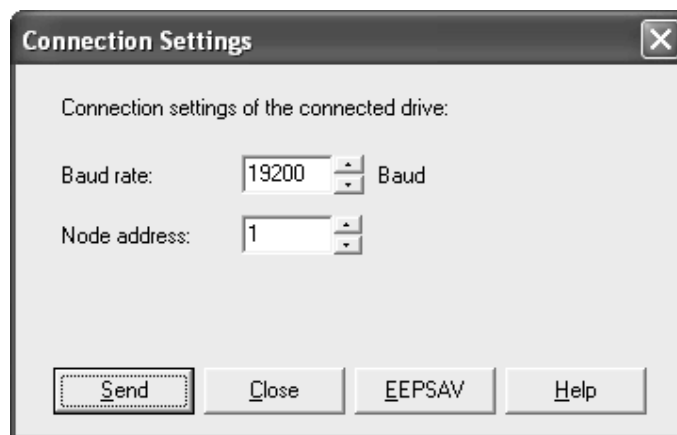 Connection Settings
Connection settings of the connected drive:
Baud rate: 19200 Baud
Node address: 1
Send Close EEPSAV Help